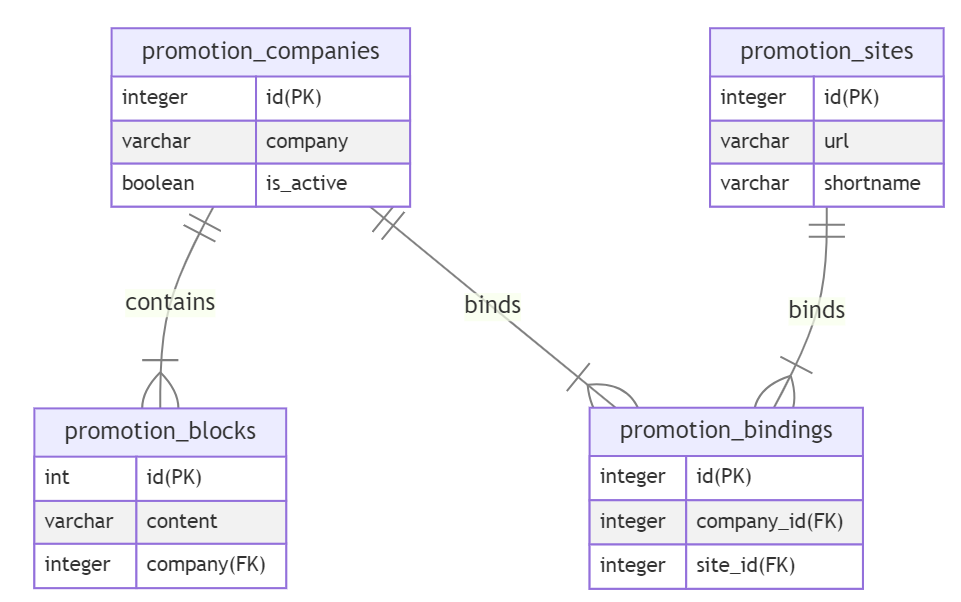 promotion_companies
integer id(PK)
varchar company
boolean is_active
promotion_sites
integer id(PK)
varchar url
varchar shortname
contains
binds
binds
promotion_blocks
int id(PK)
varchar content
integer company(FK)
promotion_bindings
integer id(PK)
integer company_id(FK)
integer site_id(FK)